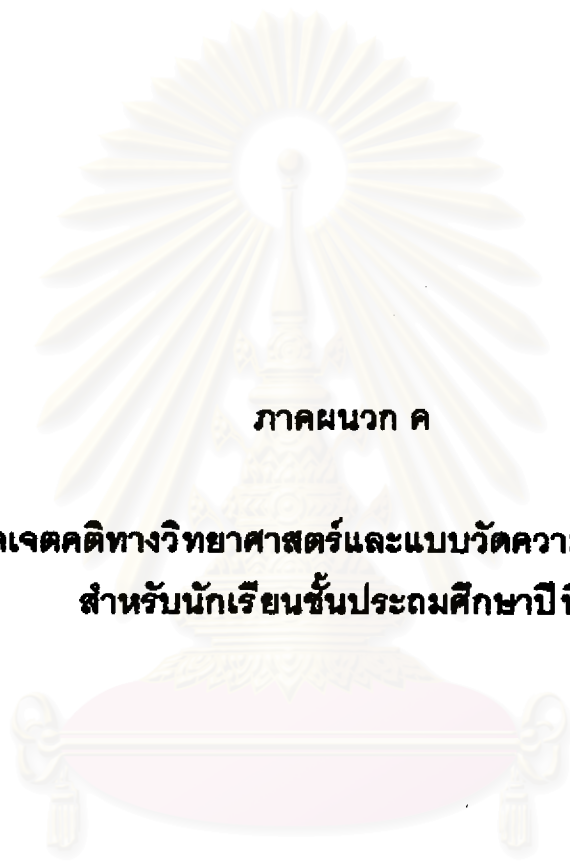 ภาคผนวก ค
เจตคติทางวิทยาศาสตร์และแบบวัดความ
สำหรับนักเรียนชั้นประถมศึกษาปีที่